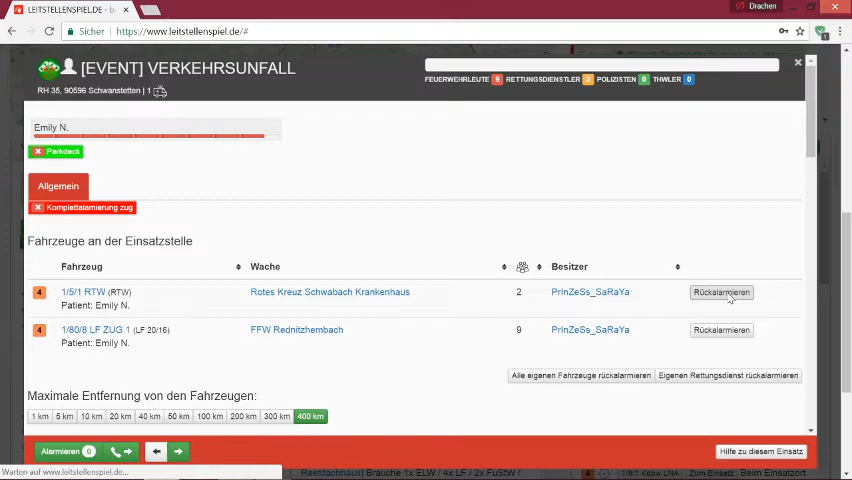 LEITSTELLENSPIEL.DE - b
Drachen
Sicher
https://www.leitstellenspiel.de/#
[EVENT] VERKEHRSUNFALL
RH 35, 90596 Schwanstetten | 1
FEUERWEHRLEUTE 9 RETTUNGSDIENSTLER 2 POLIZISTEN 0 THWLER 0
Emily N.
Parkdeck
Allgemein
Komplettalamierung zug
Fahrzeuge an der Einsatzstelle
Fahrzeug Wache Besitzer
4 1/5/1 RTW (RTW) Rotes Kreuz Schwabach Krankenhaus 2 PrInZeSs_SaRaYa Rückalarmieren
Patient: Emily N.
4 1/80/8 LF ZUG 1 (LF 20/16) FFW Rednitzhembach 9 PrInZeSs_SaRaYa Rückalarmieren
Patient: Emily N.
Alle eigenen Fahrzeuge rückalarmieren Eigenen Rettungsdienst rückalarmieren
Maximale Entfernung von den Fahrzeugen:
1 km 5 km 10 km 20 km 40 km 50 km 100 km 200 km 300 km 400 km
Alarmieren 0
Hilfe zu diesem Einsatz
Warten auf www.leitstellenspiel.de...
Reetdachhaus] Brauche 1x ELW / 4x LF / 2x FuStW /
4 1/9/1 Kdow LNA Zum Einsatz Beim Einsatzort